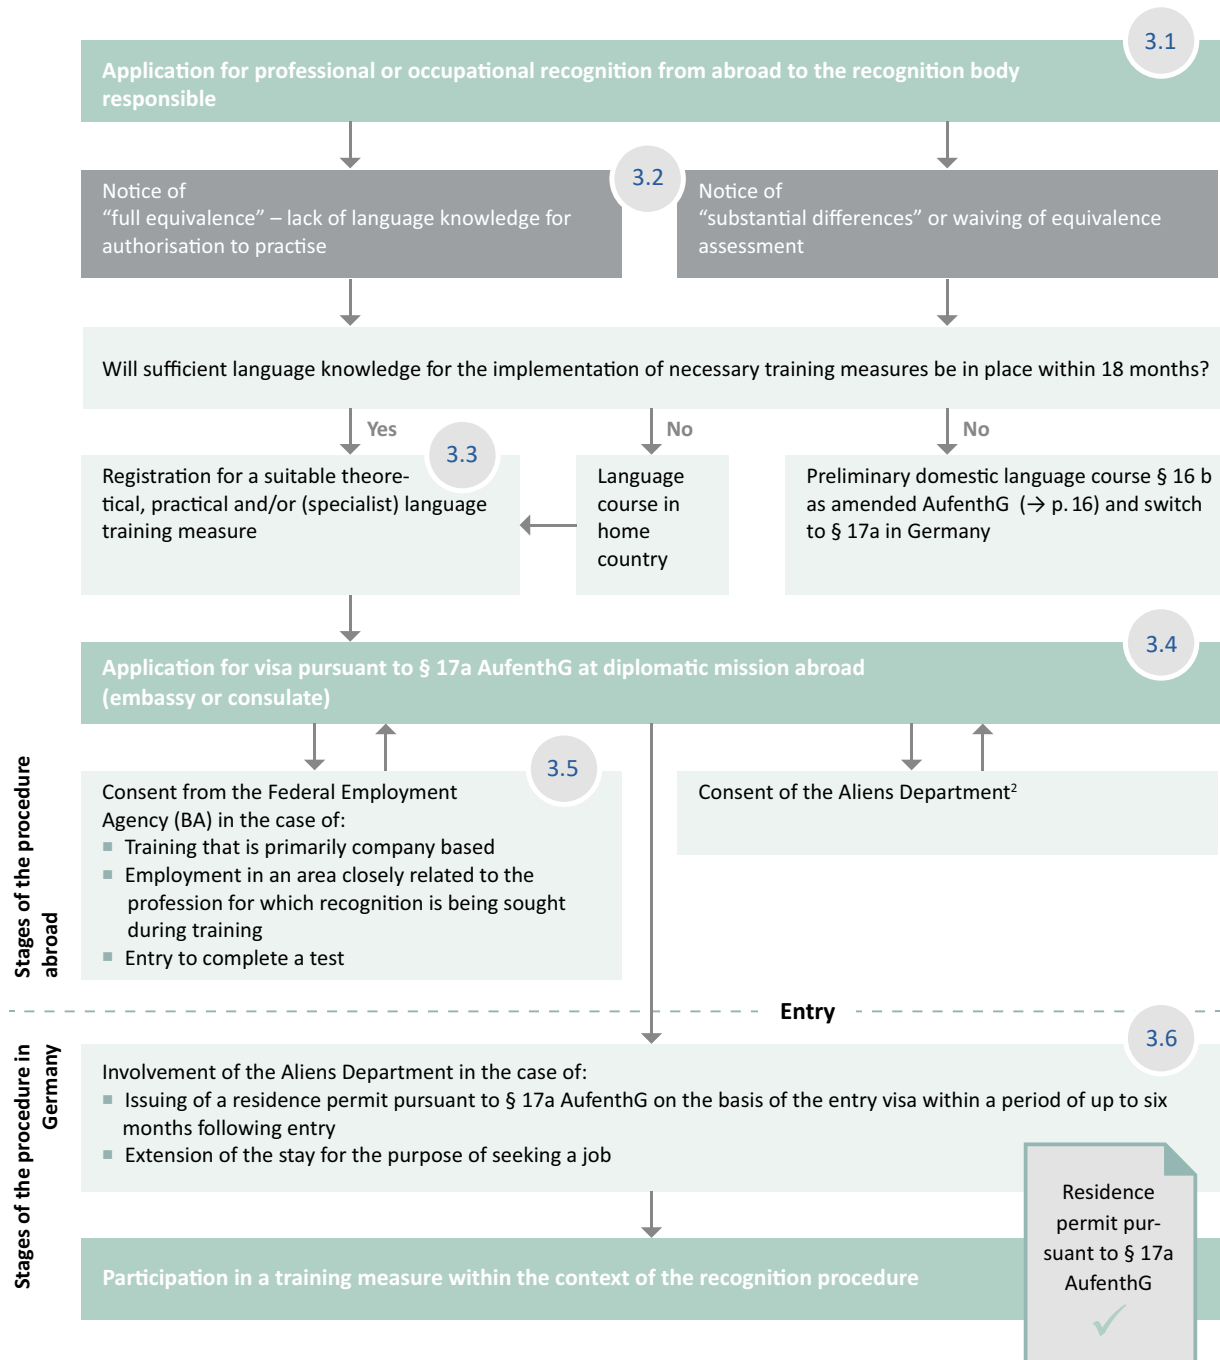 3.1
Application for professional or occupational recognition from abroad to the recognition body
responsible
3.2
Notice of
“full equivalence” – lack of language knowledge for
authorisation to practise
Notice of
“substantial differences” or waiving of equivalence
assessment
Will sufficient language knowledge for the implementation of necessary training measures be in place within 18 months?
Yes
No
No
3.3
Registration for a suitable theore-
tical, practical and/or (specialist) language
training measure
Language
course in
home
country
Preliminary domestic language course § 16 b
as amended AufenthG (→ p. 16) and switch
to § 17a in Germany
3.4
Application for visa pursuant to § 17a AufenthG at diplomatic mission abroad
(embassy or consulate)
Stages of the procedure
abroad
3.5
Consent from the Federal Employment
Agency (BA) in the case of:
■ Training that is primarily company based
■ Employment in an area closely related to the
profession for which recognition is being sought
during training
■ Entry to complete a test
Consent of the Aliens Department²
Entry
Stages of the procedure in
Germany
3.6
Involvement of the Aliens Department in the case of:
■ Issuing of a residence permit pursuant to § 17a AufenthG on the basis of the entry visa within a period of up to six
months following entry
■ Extension of the stay for the purpose of seeking a job
Participation in a training measure within the context of the recognition procedure
Residence
permit pur-
suant to § 17a
AufenthG
✓